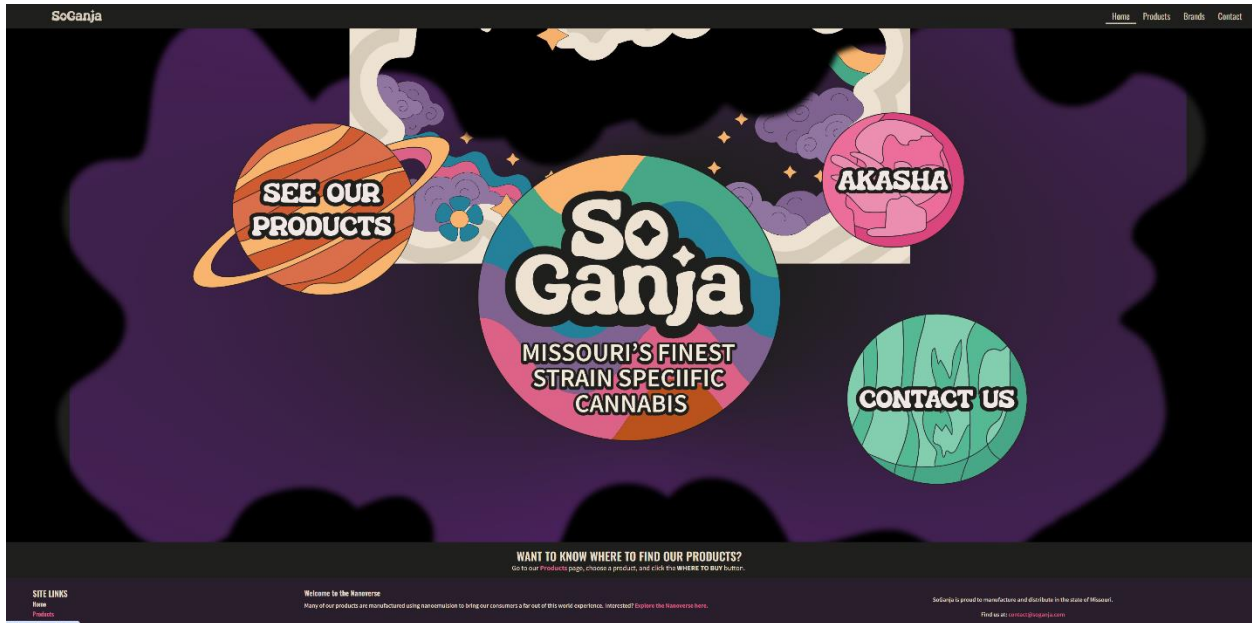 SoGanja
Home Products Brands Contact
SEE OUR
PRODUCTS
AKASHA
So
Ganja
MISSOURI'S FINEST
STRAIN SPECIIFIC
CANNABIS
CONTACT US
WANT TO KNOW WHERE TO FIND OUR PRODUCTS?
Go to our Products page, choose a product, and click the WHERE TO BUY button.
SITE LINKS
Home
Products
Welcome to the Nanoverse
Many of our products are manufactured using nanoemulsion to bring our consumers a far out of this world experience. Interested? Explore the Nanoverse here.
SoGanja is proud to manufacture and distribute in the state of Missouri.
Find us at: contact@soganja.com